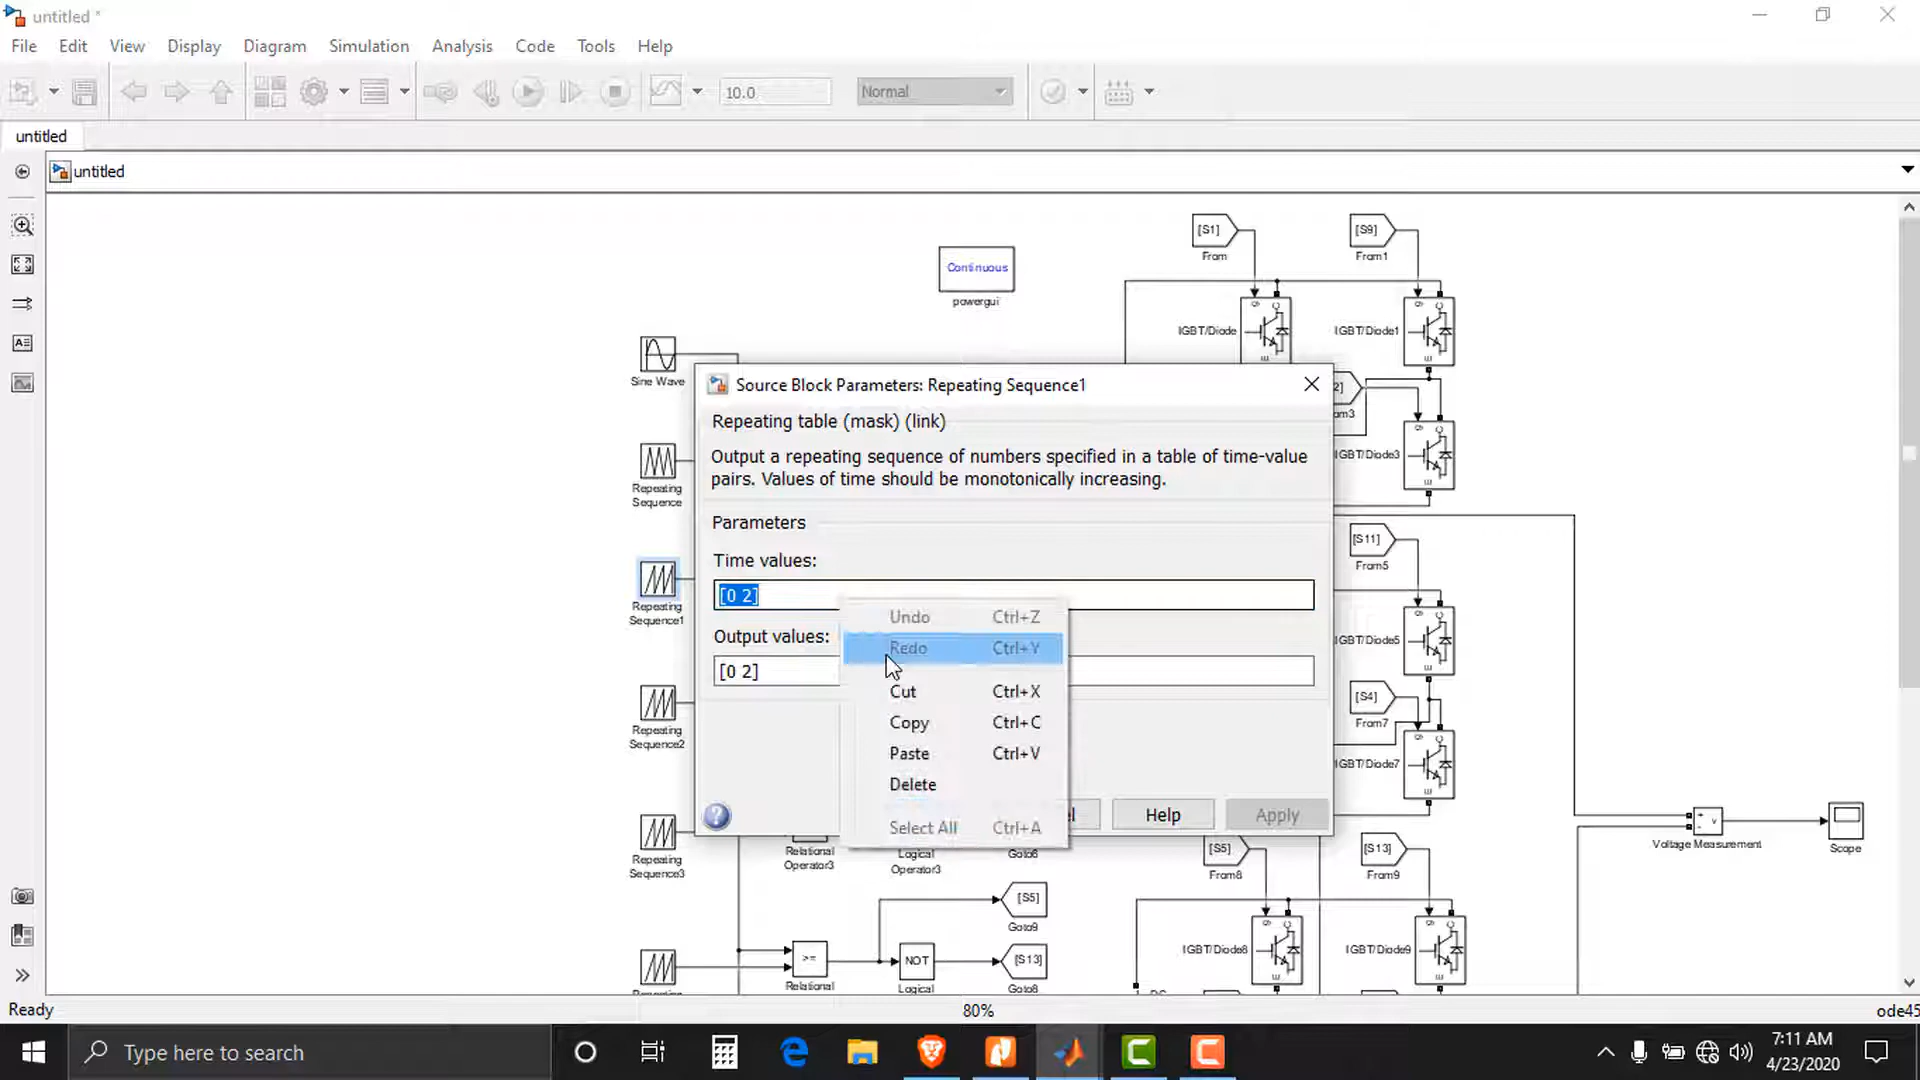 untitled *
File Edit View Display Diagram Simulation Analysis Code Tools Help
10.0 Normal
untitled
untitled
[S1] [S9]
From From1
Continuous
powergui
g C g C
IGBT/Diode IGBT/Diode1
E
Sine Wave
Source Block Parameters: Repeating Sequence1
Repeating table (mask) (link)
2]
om3
g C
Output a repeating sequence of numbers specified in a table of time-value
pairs. Values of time should be monotonically increasing.
IGBT/Diode3
E
Repeating
Sequence
Parameters
[S11]
From5
Time values:
[0 2]
Repeating
Sequence1
Undo Ctrl+Z
Output values:
Redo Ctrl+Y
[0 2]
Cut Ctrl+X
Copy Ctrl+C
Paste Ctrl+V
Delete
Select All Ctrl+A
g C
IGBT/Diode5
E
[S4]
From7
Repeating
Sequence2
g C
IGBT/Diode7
E
el Help Apply
+ v
-
Voltage Measurement Scope
Repeating
Sequence3
Relational
Operator3
Logical
Operator3
Goto6
[S5] [S13]
From8 From9
[S5]
Goto9
g C g C
IGBT/Diode8 IGBT/Diode9
E E
>= NOT [S13]
Relational Logical Goto8
Repeating
DC
Ready 80% ode45
Type here to search
7:11 AM
4/23/2020